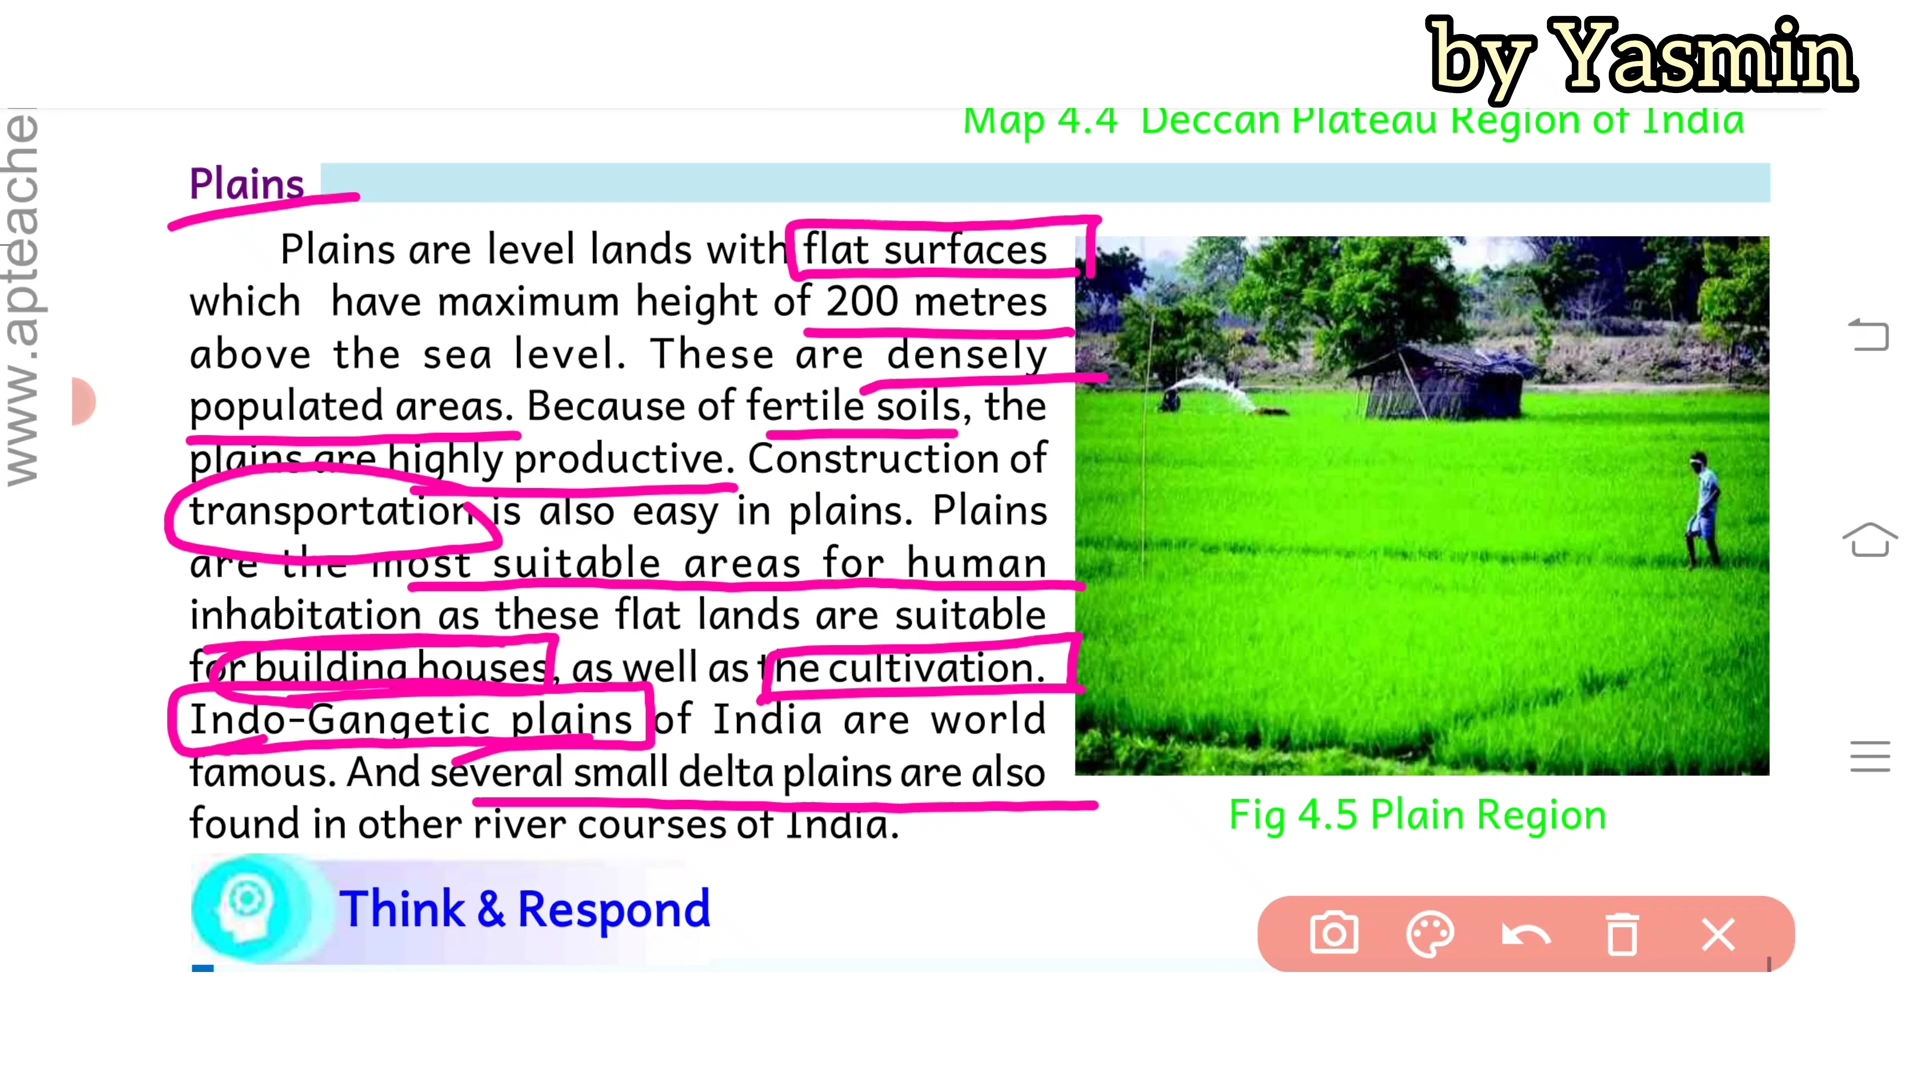 by Yasmin
www.apteache
Map 4.4 Deccan Plateau Region of India
Plains
Plains are level lands with flat surfaces
which have maximum height of 200 metres
above the sea level. These are densely
populated areas. Because of fertile soils, the
plains are highly productive. Construction of
transportation is also easy in plains. Plains
are the most suitable areas for human
inhabitation as these flat lands are suitable
for building houses, as well as the cultivation.
Indo-Gangetic plains of India are world
famous. And several small delta plains are also
found in other river courses of India.
Fig 4.5 Plain Region
Think & Respond